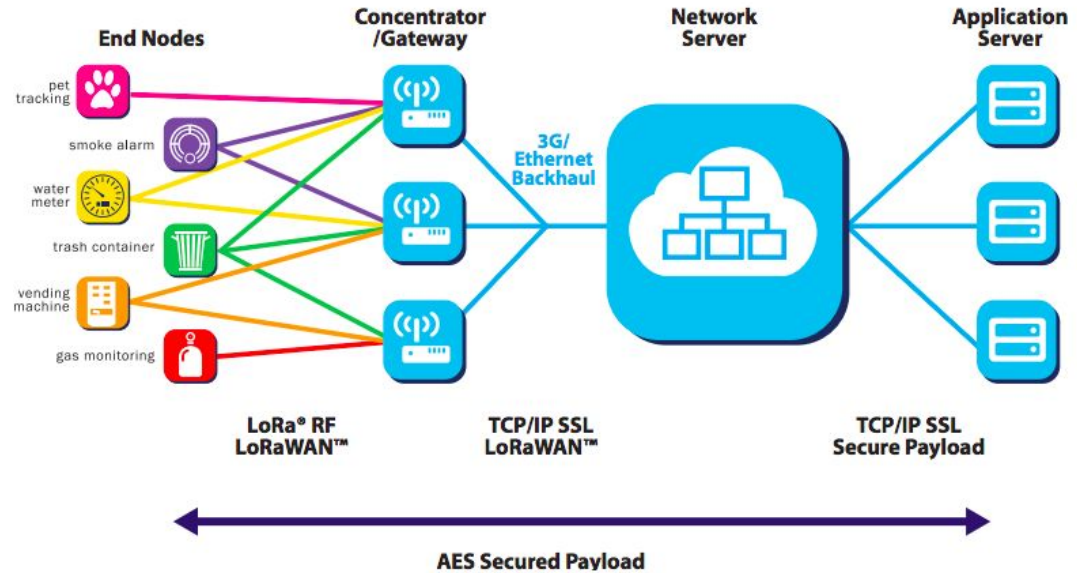 End Nodes
Concentrator
/Gateway
Network
Server
Application
Server
pet
tracking
smoke alarm
water
meter
trash container
vending
machine
gas monitoring
3G/
Ethernet
Backhaul
LoRa® RF
LoRaWAN™
TCP/IP SSL
LoRaWAN™
TCP/IP SSL
Secure Payload
AES Secured Payload